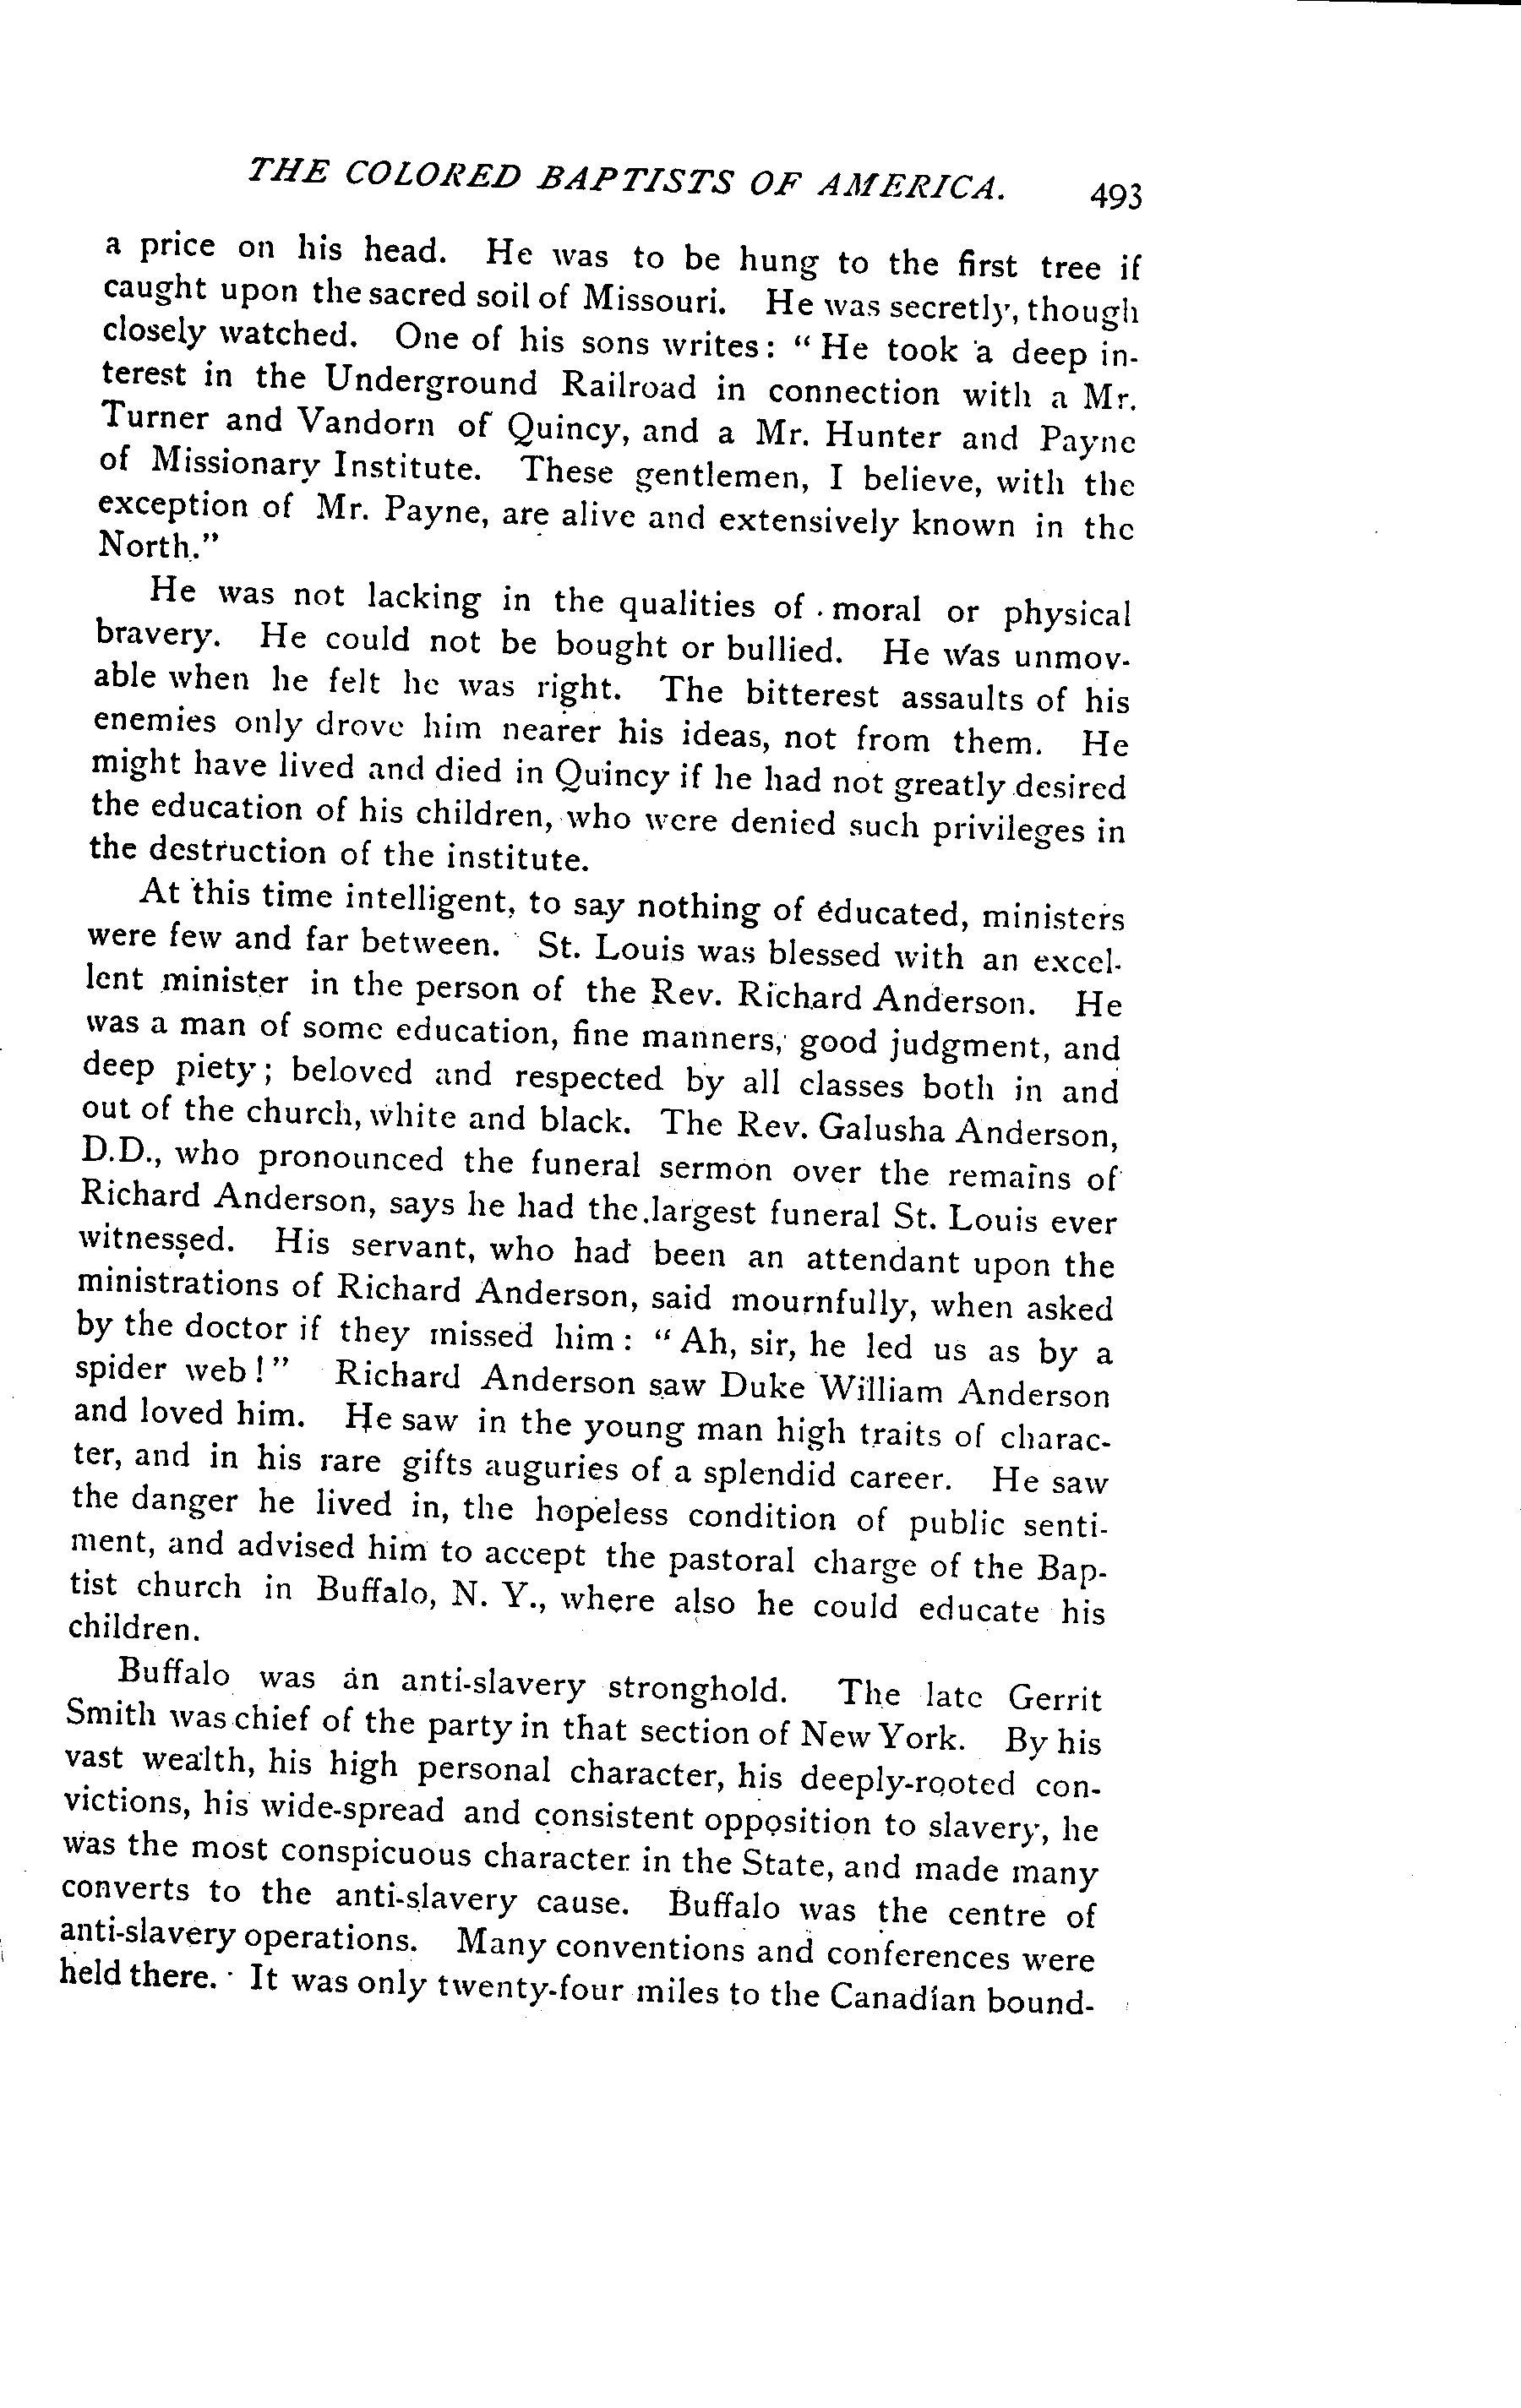 THE COLORED BAPTISTS OF AMERICA. 493
a price on his head. He was to be hung to the first tree if
caught upon the sacred soil of Missouri. He was secretly, though
closely watched. One of his sons writes: "He took a deep in-
terest in the Underground Railroad in connection with a Mr.
Turner and Vandorn of Quincy, and a Mr. Hunter and Payne
of Missionary Institute. These gentlemen, I believe, with the
exception of Mr. Payne, are alive and extensively known in the
North."
He was not lacking in the qualities of moral or physical
bravery. He could not be bought or bullied. He was unmov-
able when he felt he was right. The bitterest assaults of his
enemies only drove him nearer his ideas, not from them. He
might have lived and died in Quincy if he had not greatly desired
the education of his children, who were denied such privileges in
the destruction of the institute.
At this time intelligent, to say nothing of educated, ministers
were few and far between. St. Louis was blessed with an excel-
lent minister in the person of the Rev. Richard Anderson. He
was a man of some education, fine manners, good judgment, and
deep piety; beloved and respected by all classes both in and
out of the church, white and black. The Rev. Galusha Anderson,
D.D., who pronounced the funeral sermon over the remains of
Richard Anderson, says he had the largest funeral St. Louis ever
witnessed. His servant, who had been an attendant upon the
ministrations of Richard Anderson, said mournfully, when asked
by the doctor if they missed him: "Ah, sir, he led us as by a
spider web!" Richard Anderson saw Duke William Anderson
and loved him. He saw in the young man high traits of charac-
ter, and in his rare gifts auguries of a splendid career. He saw
the danger he lived in, the hopeless condition of public senti-
ment, and advised him to accept the pastoral charge of the Bap-
tist church in Buffalo, N. Y., where also he could educate his
children.
Buffalo was an anti-slavery stronghold. The late Gerrit
Smith was chief of the party in that section of New York. By his
vast wealth, his high personal character, his deeply-rooted con-
victions, his wide-spread and consistent opposition to slavery, he
was the most conspicuous character in the State, and made many
converts to the anti-slavery cause. Buffalo was the centre of
anti-slavery operations. Many conventions and conferences were
held there. It was only twenty-four miles to the Canadian bound-